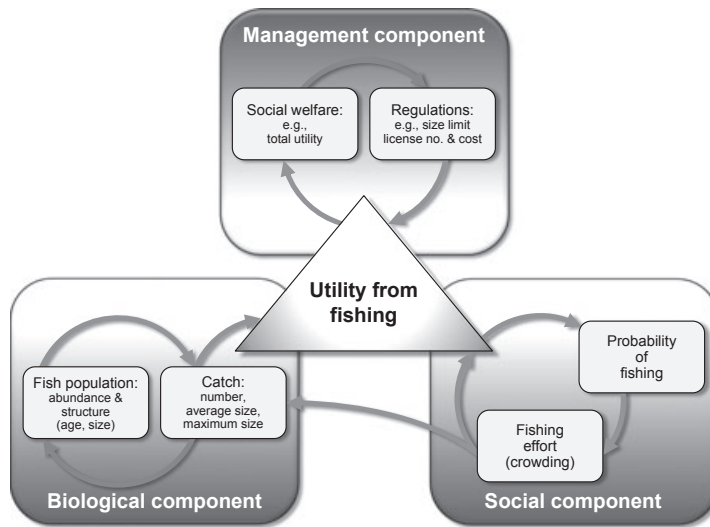 Management component
Social welfare:
e.g.,
total utility
Regulations:
e.g., size limit
license no. & cost
Utility from
fishing
Fish population:
abundance &
structure
(age, size)
Catch:
number,
average size,
maximum size
Biological component
Probability
of
fishing
Fishing
effort
(crowding)
Social component